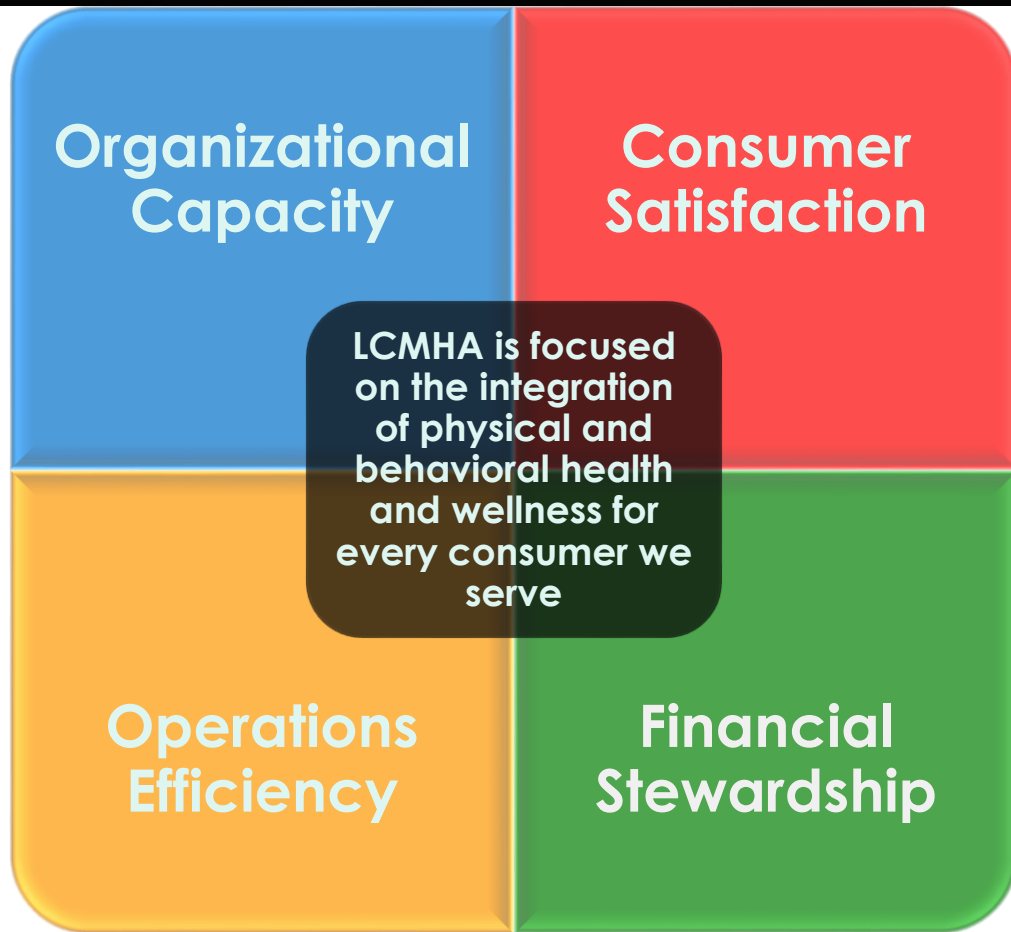 Organizational
Capacity
Consumer
Satisfaction
LCMHA is focused
on the integration
of physical and
behavioral health
and wellness for
every consumer we
serve
Operations
Efficiency
Financial
Stewardship